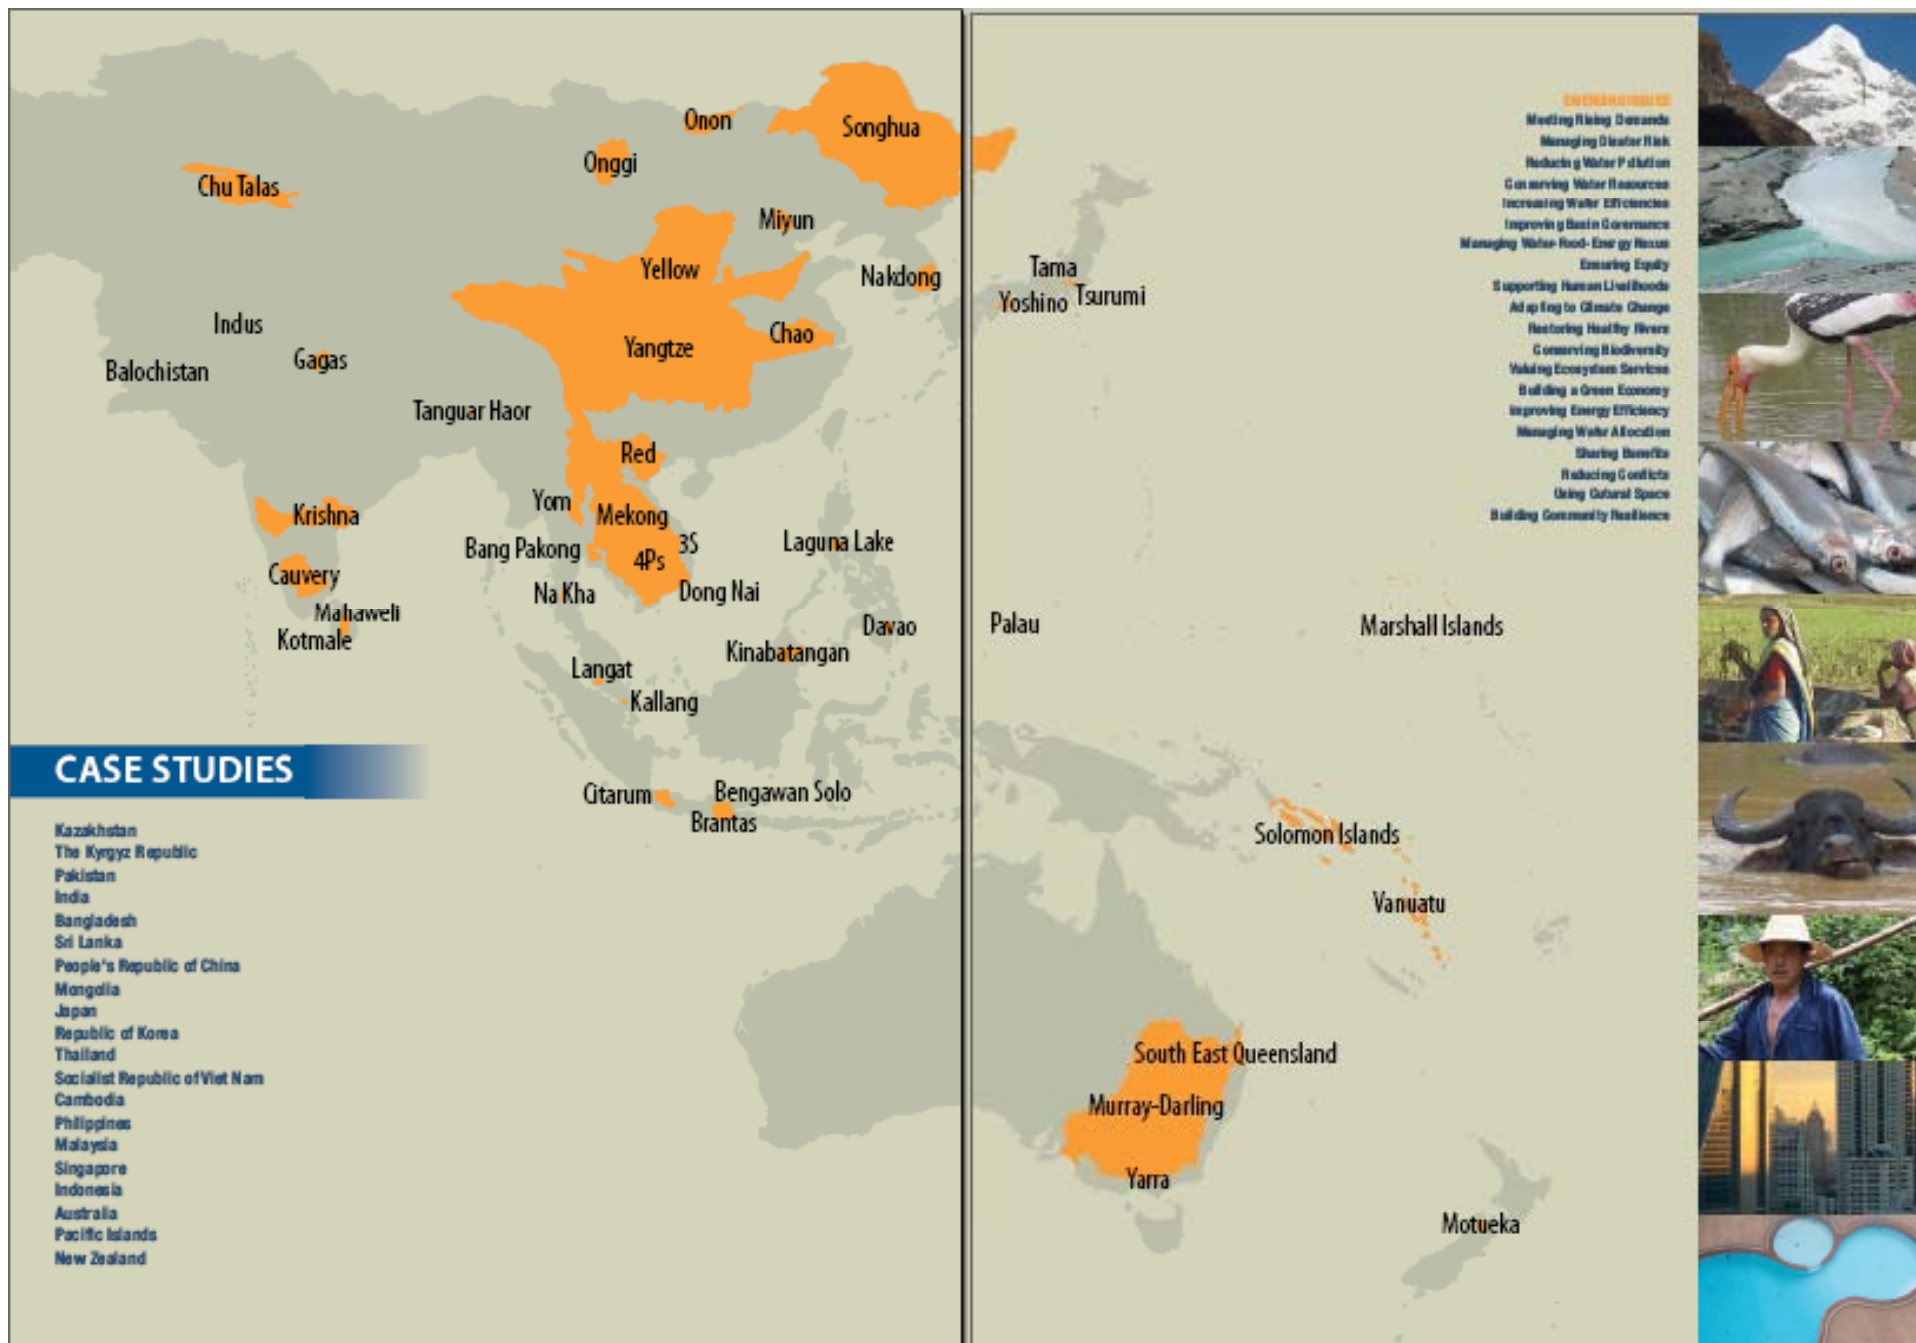 Onon
Songhua
Onggi
Chu Talas
Miyun
Yellow
Nakdong
Chao
Indus
Yangtze
Gagas
Balochistan
Tanguar Haor
Red
Yom
Krishna
Mekong
3S
Laguna Lake
Bang Pakong
4Ps
Cauvery
Na Kha
Dong Nai
Mahaweli
Davao
Kotmale
Kinabatangan
Langat
Kallang
CASE STUDIES
Citarum
Bengawan Solo
Brantas
Kazakhstan
The Kyrgyz Republic
Pakistan
India
Bangladesh
Sri Lanka
People's Republic of China
Mongolia
Japan
Republic of Korea
Thailand
Socialist Republic of Viet Nam
Cambodia
Philippines
Malaysia
Singapore
Indonesia
Australia
Pacific Islands
New Zealand
Meeting Rising Demands
Managing Disater Risk
Reducing Water Pollution
Conserving Water Resources
Increasing Water Efficiencies
Improving Basin Governance
Managing Water-Food-Energy Nexus
Ensuring Equity
Supporting Human Livelihoods
Adapting to Climate Change
Restoring Healthy Rivers
Conserving Biodiversity
Valuing Ecosystem Services
Building a Green Economy
Improving Energy Efficiency
Managing Water Allocation
Sharing Benefits
Reducing Conflicts
Using Cutural Space
Building Community Resilience
Tama
Yoshino
Tsurumi
Palau
Marshall Islands
Solomon Islands
Vanuatu
South East Queensland
Murray-Darling
Yarra
Motueka